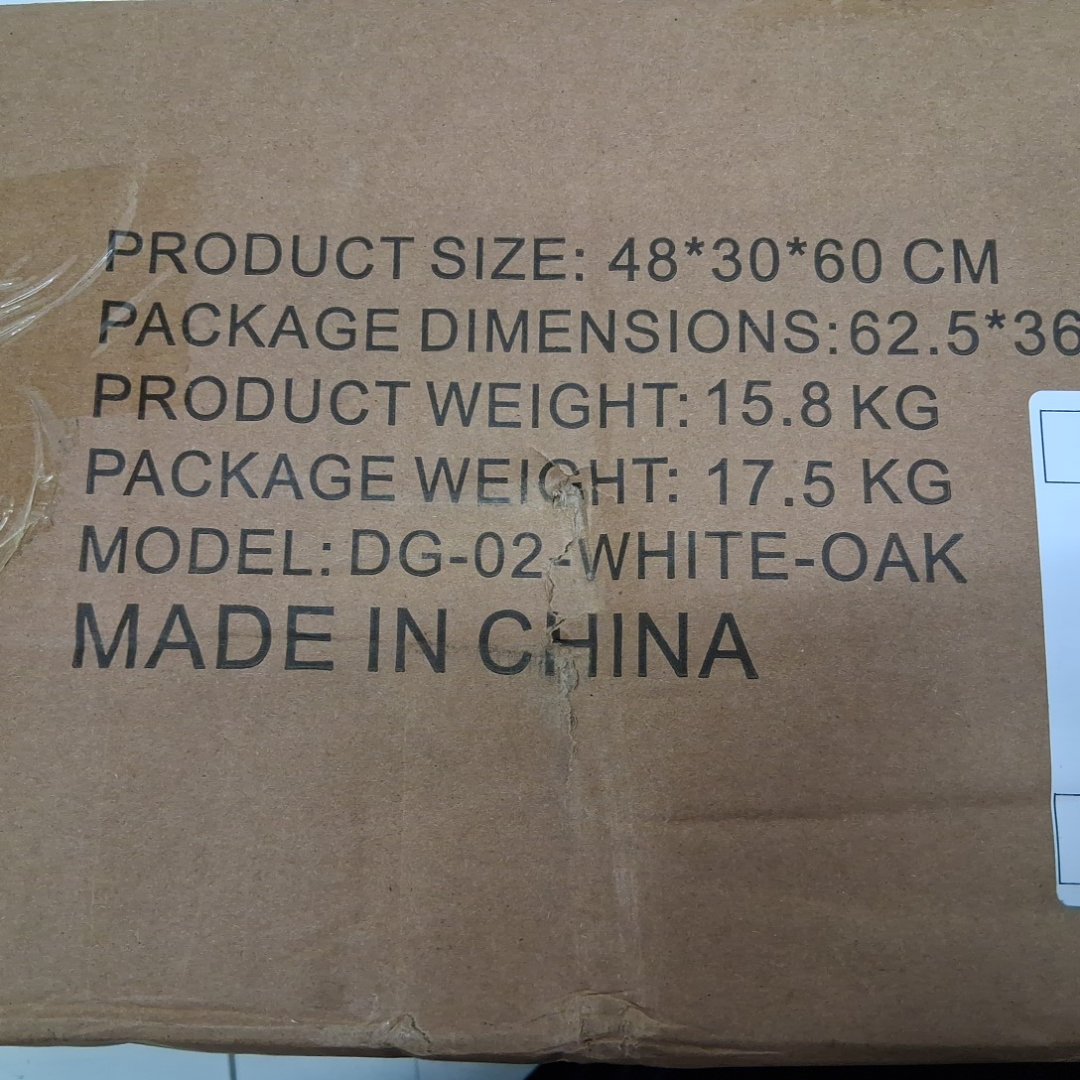 PRODUCT SIZE: 48*30*60 CM
PACKAGE DIMENSIONS:62.5*36
PRODUCT WEIGHT: 15.8 KG
PACKAGE WEIGHT: 17.5 KG
MODEL: DG-02-WHITE-OAK
MADE IN CHINA